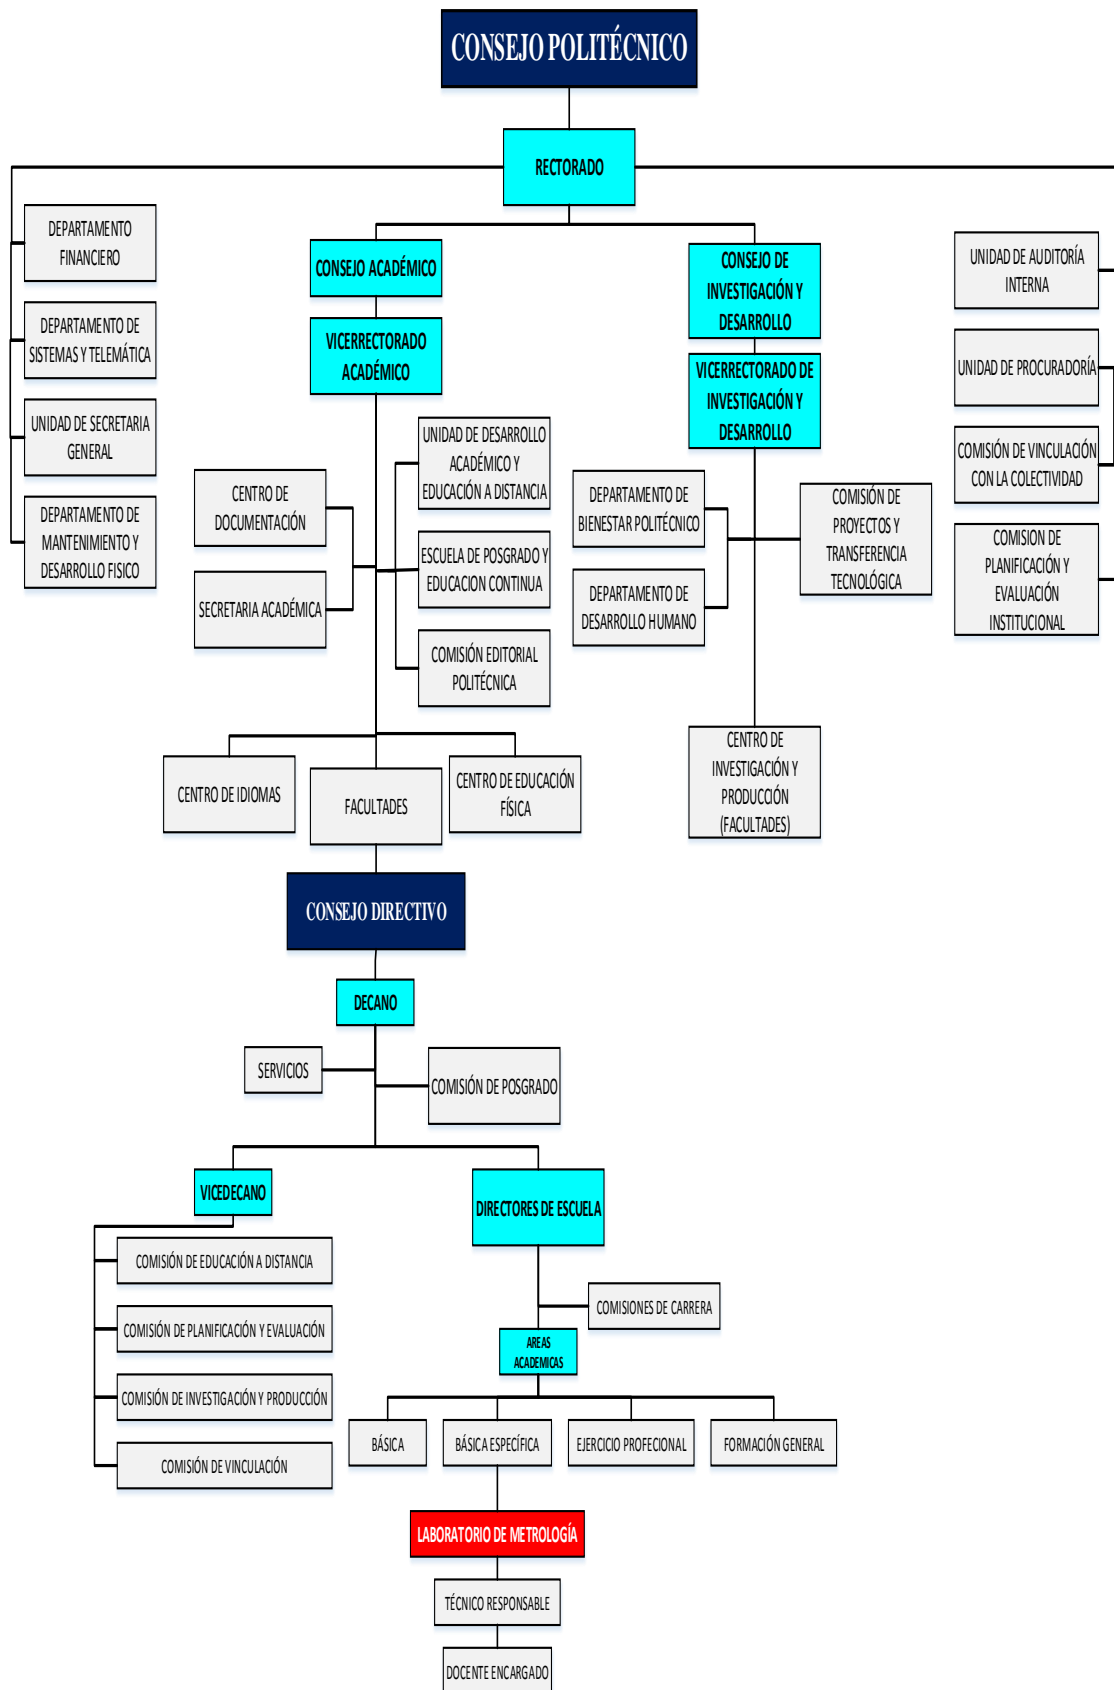 CONSEJO POLITÉCNICO
RECTORADO
DEPARTAMENTO
FINANCIERO
DEPARTAMENTO DE
SISTEMAS Y TELEMÁTICA
UNIDAD DE SECRETARIA
GENERAL
DEPARTAMENTO DE
MANTENIMIENTO Y
DESARROLLO FISICO
CONSEJO ACADÉMICO
VICERRECTORADO
ACADÉMICO
CONSEJO DE
INVESTIGACIÓN Y
DESARROLLO
VICERRECTORADO DE
INVESTIGACIÓN Y
DESARROLLO
UNIDAD DE AUDITORÍA
INTERNA
UNIDAD DE PROCURADORÍA
COMISIÓN DE VINCULACIÓN
CON LA COLECTIVIDAD
COMISION DE
PLANIFICACIÓN Y
EVALUACIÓN
INSTITUCIONAL
CENTRO DE
DOCUMENTACIÓN
SECRETARIA ACADÉMICA
UNIDAD DE DESARROLLO
ACADÉMICO Y
EDUCACIÓN A DISTANCIA
ESCUELA DE POSGRADO Y
EDUCACION CONTINUA
COMISIÓN EDITORIAL
POLITÉCNICA
DEPARTAMENTO DE
BIENESTAR POLITÉCNICO
DEPARTAMENTO DE
DESARROLLO HUMANO
COMISIÓN DE
PROYECTOS Y
TRANSFERENCIA
TECNOLÓGICA
CENTRO DE IDIOMAS
FACULTADES
CENTRO DE EDUCACIÓN
FÍSICA
CENTRO DE
INVESTIGACIÓN Y
PRODUCCIÓN
(FACULTADES)
CONSEJO DIRECTIVO
DECANO
SERVICIOS
COMISIÓN DE POSGRADO
VICEDECANO
DIRECTORES DE ESCUELA
COMISIÓN DE EDUCACIÓN A DISTANCIA
COMISIÓN DE PLANIFICACIÓN Y EVALUACIÓN
COMISIÓN DE INVESTIGACIÓN Y PRODUCCIÓN
COMISIÓN DE VINCULACIÓN
COMISIONES DE CARRERA
AREAS
ACADEMICAS
BÁSICA
BÁSICA ESPECÍFICA
EJERCICIO PROFECIONAL
FORMACIÓN GENERAL
LABORATORIO DE METROLOGÍA
TÉCNICO RESPONSABLE
DOCENTE ENCARGADO